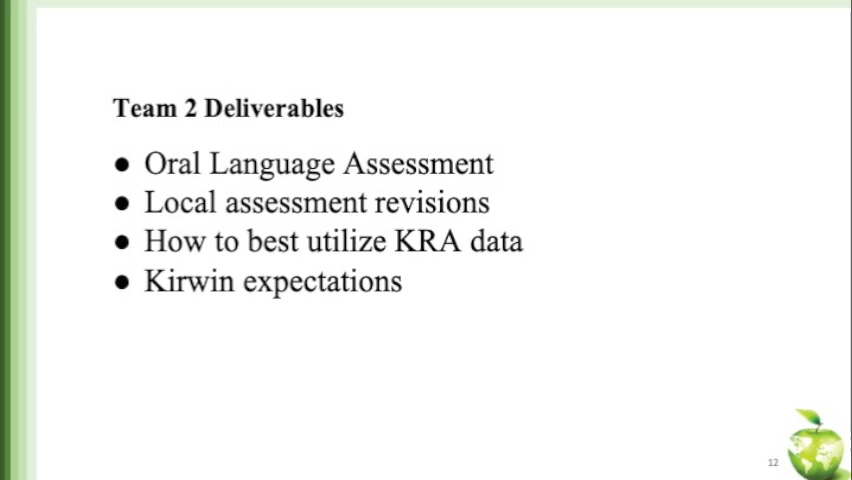 Team 2 Deliverables
● Oral Language Assessment
● Local assessment revisions
● How to best utilize KRA data
● Kirwin expectations
12